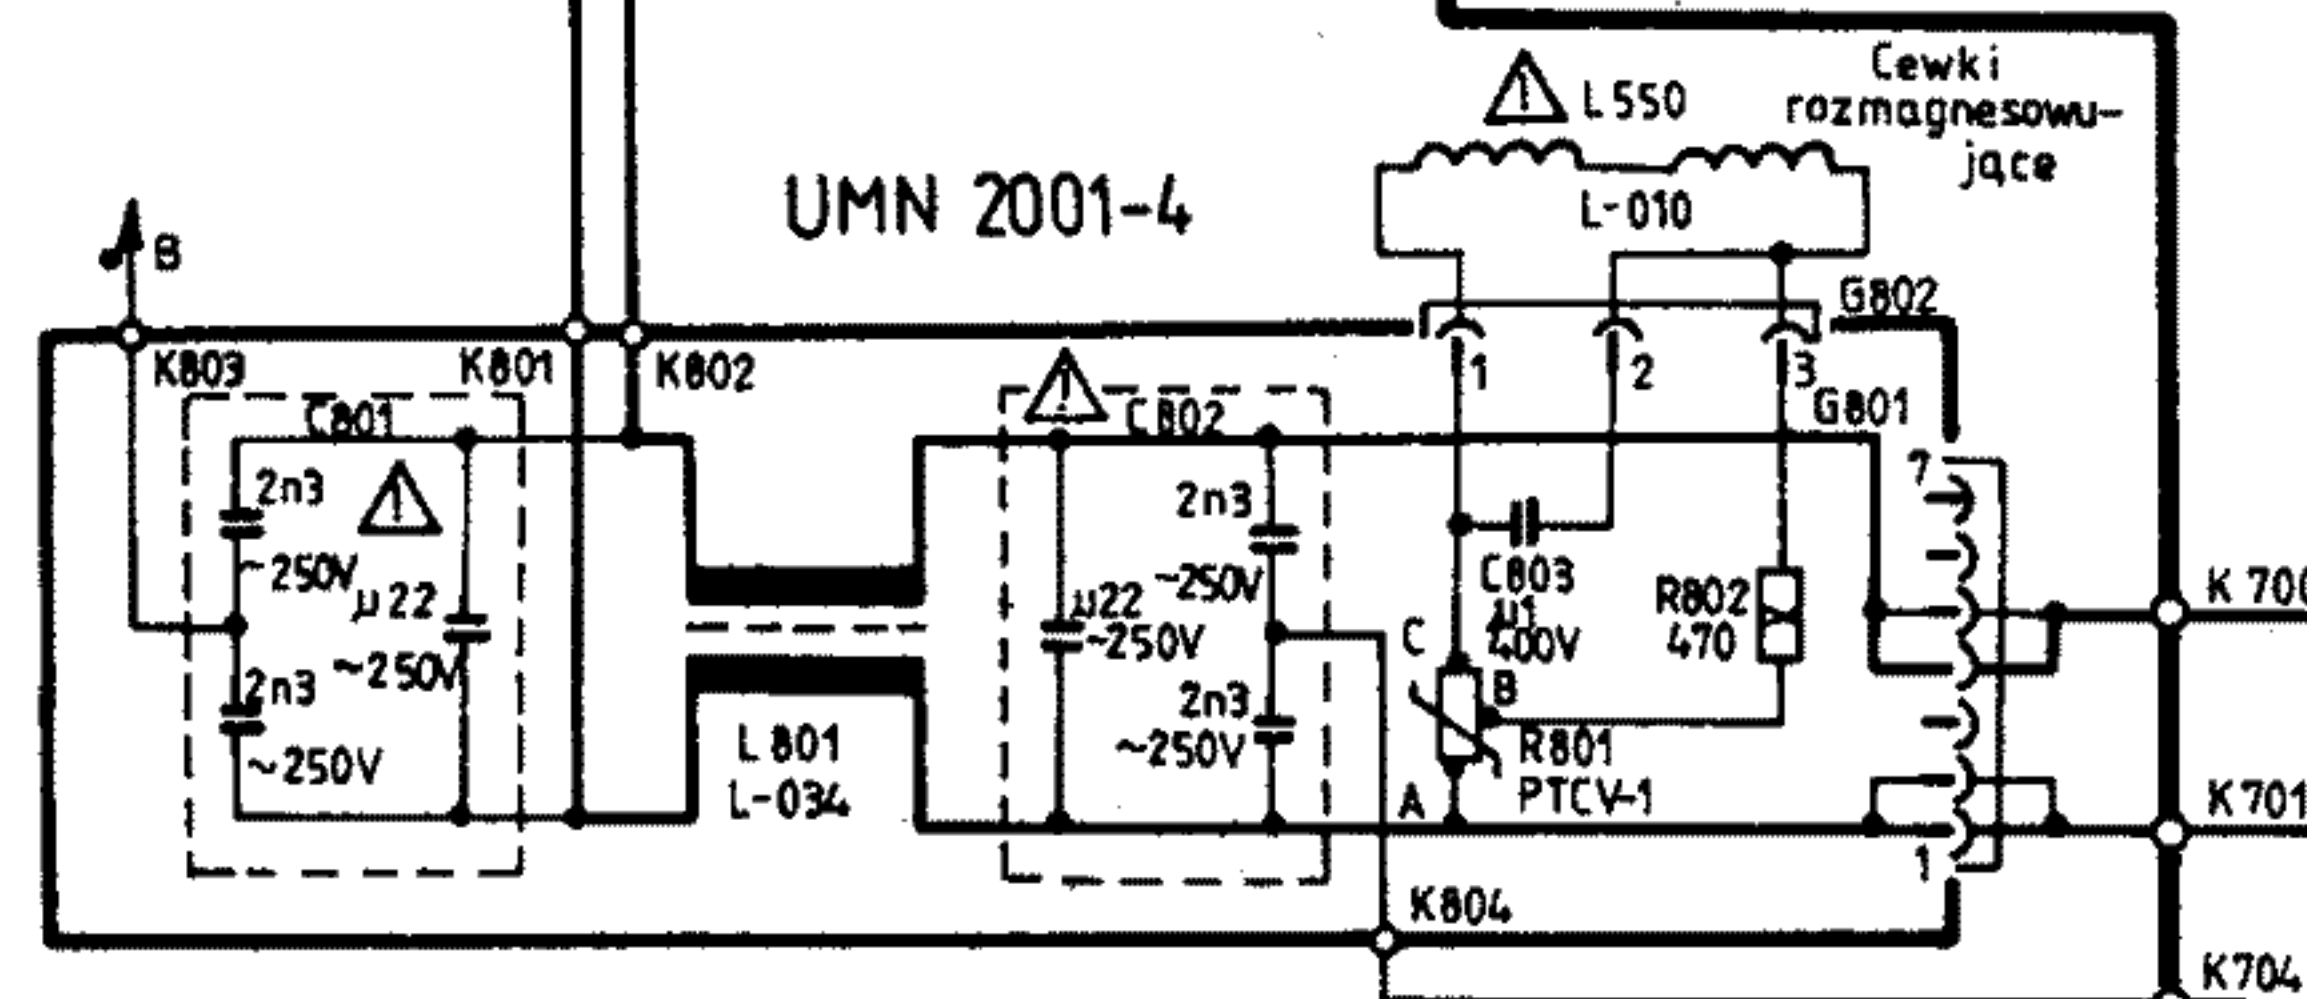 Cewki
rozmagnesowu-
jące
L550
L-010
UMN 2001-4
B
G802
K803
K801
K802
1
2
3
G801
C801
C802
7
2n3
~250V
µ22
~250V
2n3
~250V
2n3
~250V
µ22
~250V
2n3
~250V
C803
µ1
400V
R802
470
C
B
A
R801
PTCV-1
L801
L-034
1
K804
K700
K701
K704